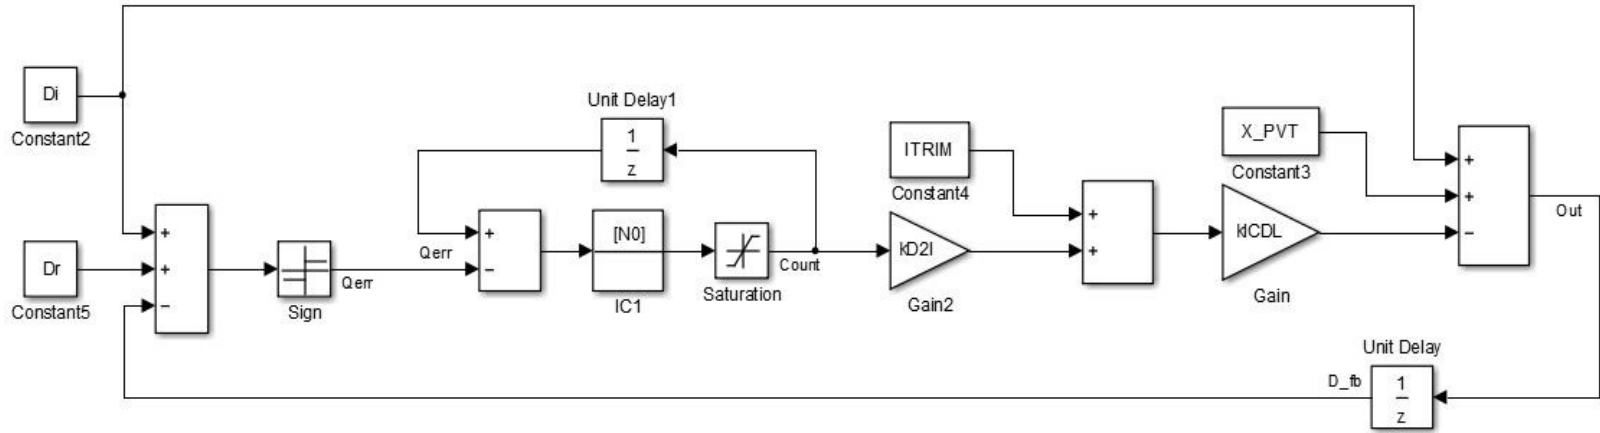 Di
Constant2
Dr
Constant5
+
+
−
Sign
Qerr
Unit Delay1
1
z
Qerr
+
−
[N0]
IC1
Saturation
Count
ITRIM
Constant4
kD2I
Gain2
+
+
X_PVT
Constant3
kICDL
Gain
+
+
−
Out
Unit Delay
D_fb
1
z